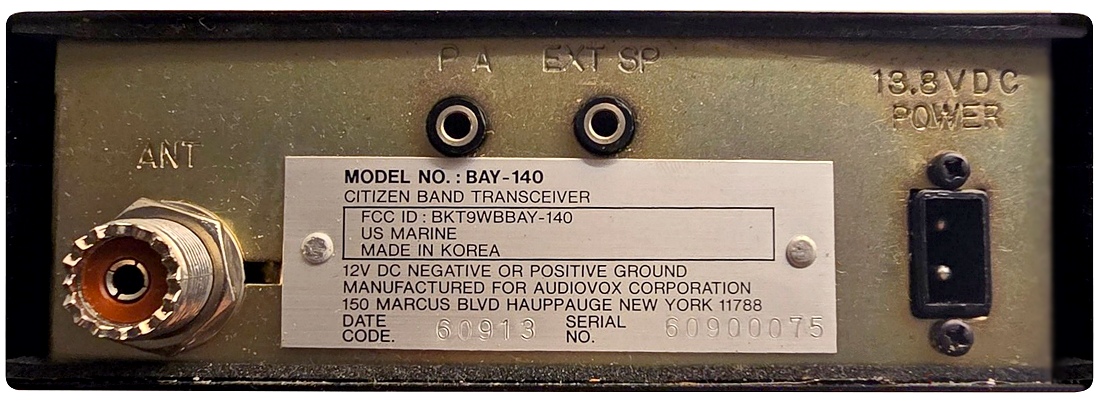 P A EXT SP
13.8VDC
POWER
ANT
MODEL NO. : BAY-140
CITIZEN BAND TRANSCEIVER
FCC ID : BKT9WBBAY-140
US MARINE
MADE IN KOREA
12V DC NEGATIVE OR POSITIVE GROUND
MANUFACTURED FOR AUDIOVOX CORPORATION
150 MARCUS BLVD HAUPPAUGE NEW YORK 11788
DATE CODE. 60913 SERIAL NO. 60900075